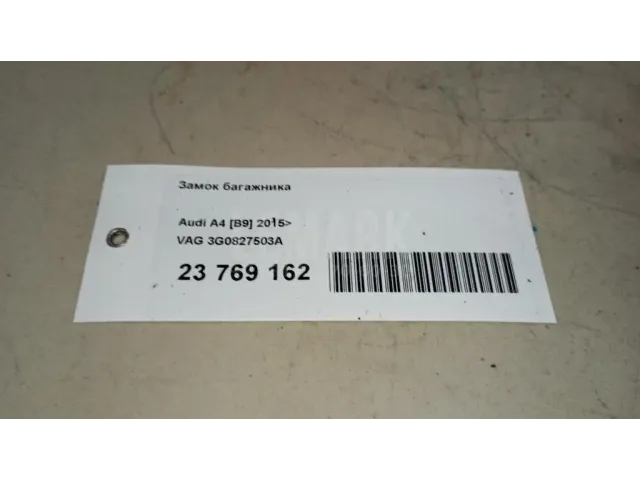 Замок багажника
Audi A4 [B9] 2015>
VAG 3G0827503A
23 769 162